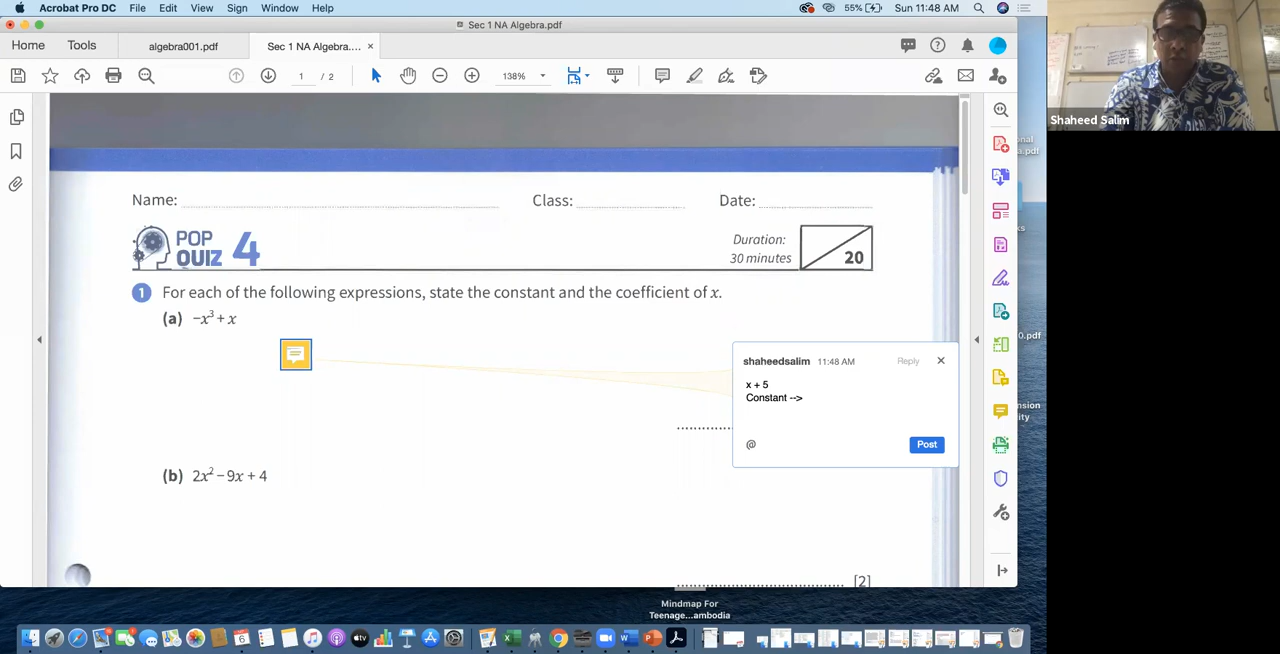 Acrobat Pro DC File Edit View Sign Window Help
55% Sun 11:48 AM
Sec 1 NA Algebra.pdf
Home Tools algebra001.pdf Sec 1 NA Algebra.... ×
1 / 2 138%
Shaheed Salim
Name: Class: Date:
POP QUIZ 4
Duration: 30 minutes
20
1 For each of the following expressions, state the constant and the coefficient of x.
(a) −x³ + x
shaheedsalim 11:48 AM Reply
x + 5
Constant -->
@ Post
(b) 2x² − 9x + 4
[2]
Mindmap For
Teenage...ambodia